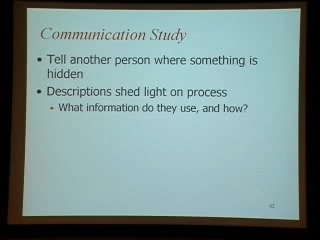 Communication Study
• Tell another person where something is
hidden
• Descriptions shed light on process
• What information do they use, and how?